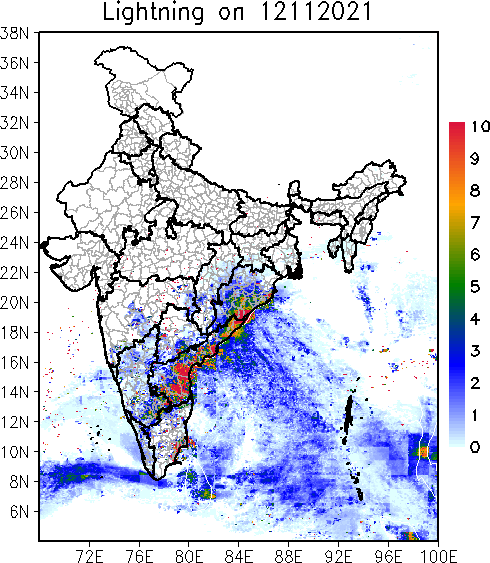 Lightning on 12112021
38N
36N
34N
32N
30N
28N
26N
24N
22N
20N
18N
16N
14N
12N
10N
8N
6N
10
9
8
7
6
5
4
3
2
1
0
72E 76E 80E 84E 88E 92E 96E 100E